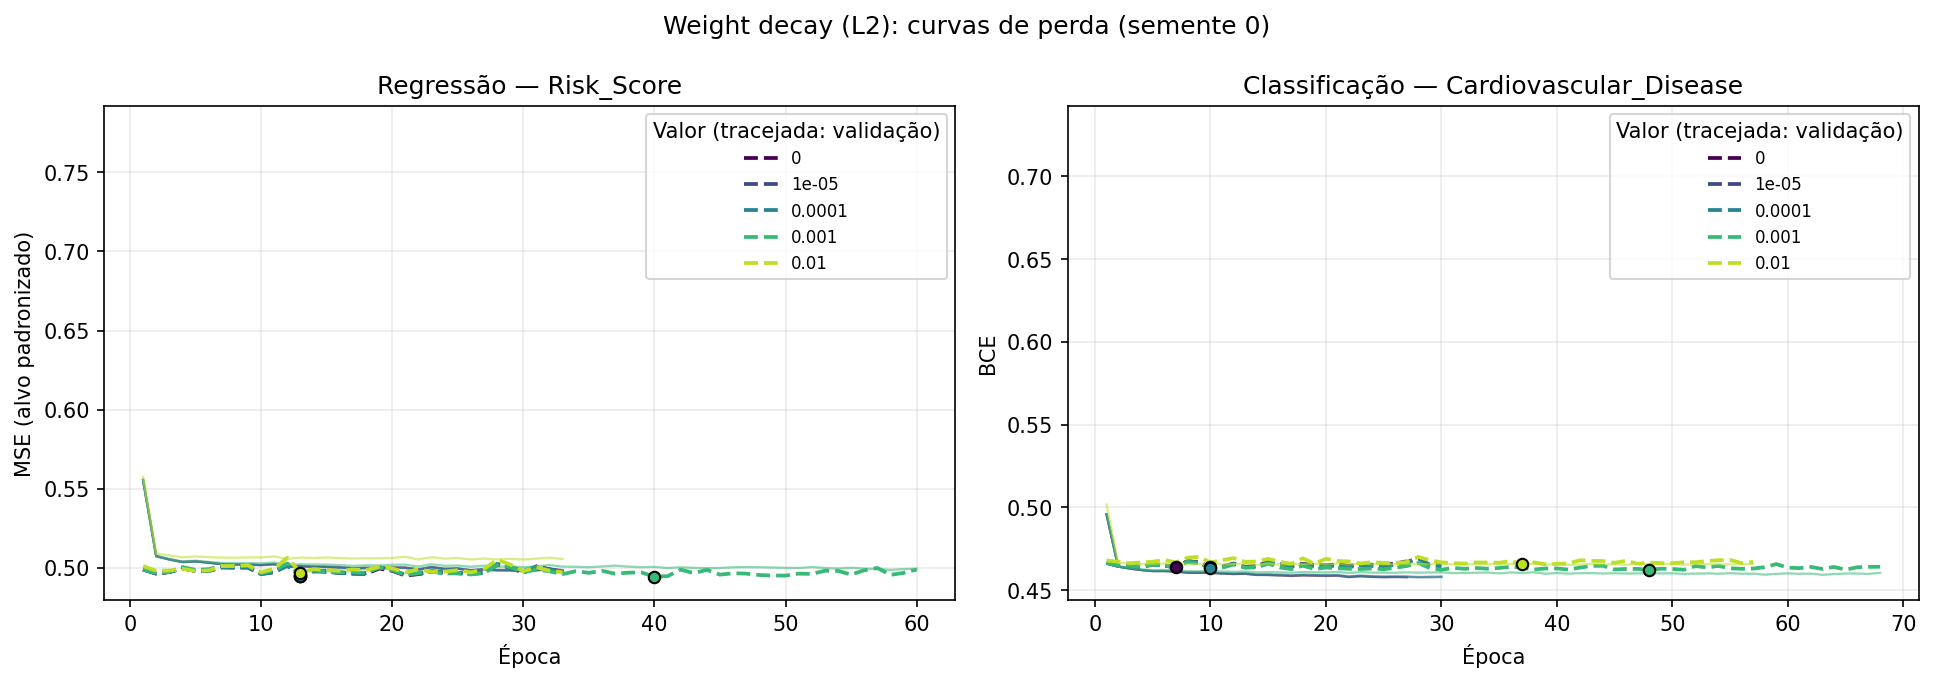 Weight decay (L2): curvas de perda (semente 0)
Regressão — Risk_Score
MSE (alvo padronizado)
0.75
0.70
0.65
0.60
0.55
0.50
Valor (tracejada: validação)
0
1e-05
0.0001
0.001
0.01
0 10 20 30 40 50 60
Época
Classificação — Cardiovascular_Disease
BCE
0.70
0.65
0.60
0.55
0.50
0.45
Valor (tracejada: validação)
0
1e-05
0.0001
0.001
0.01
0 10 20 30 40 50 60 70
Época